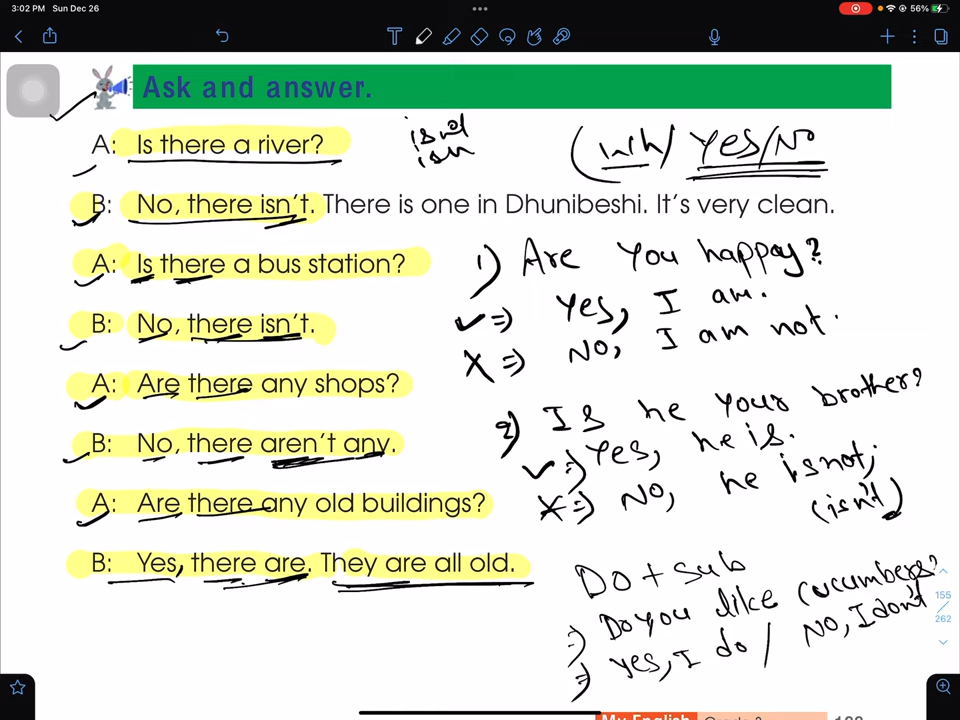 3:02 PM Sun Dec 26
56%
Ask and answer.
A: Is there a river?
isnot
isn
(Wh) Yes/No
B: No, there isn't. There is one in Dhunibeshi. It's very clean.
A: Is there a bus station?
1) Are You happy?
Yes, I am.
B: No, there isn't.
X => NO, I am not.
A: Are there any shops?
2) Is he your brother?
B: No, there aren't any.
✓ => Yes, he is.
X => NO, he isnot,
(isn't)
A: Are there any old buildings?
B: Yes, there are. They are all old.
Do + sub
Do you like cucumbers?
=> yes, I do / NO, I don't
155
262
My English